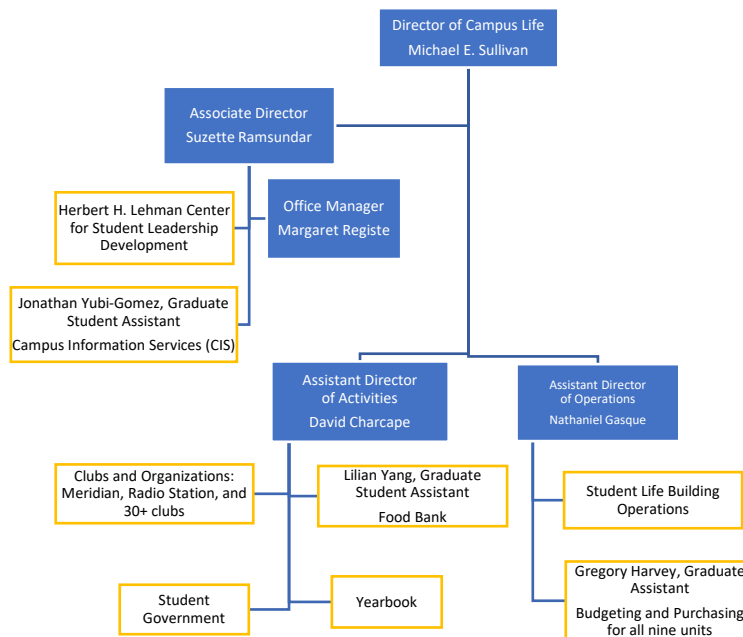 Director of Campus Life
Michael E. Sullivan
Associate Director
Suzette Ramsundar
Herbert H. Lehman Center
for Student Leadership
Development
Office Manager
Margaret Registe
Jonathan Yubi-Gomez, Graduate
Student Assistant
Campus Information Services (CIS)
Assistant Director
of Activities
David Charcape
Assistant Director
of Operations
Nathaniel Gasque
Clubs and Organizations:
Meridian, Radio Station, and
30+ clubs
Lilian Yang, Graduate
Student Assistant
Food Bank
Student Life Building
Operations
Student
Government
Yearbook
Gregory Harvey, Graduate
Assistant
Budgeting and Purchasing
for all nine units